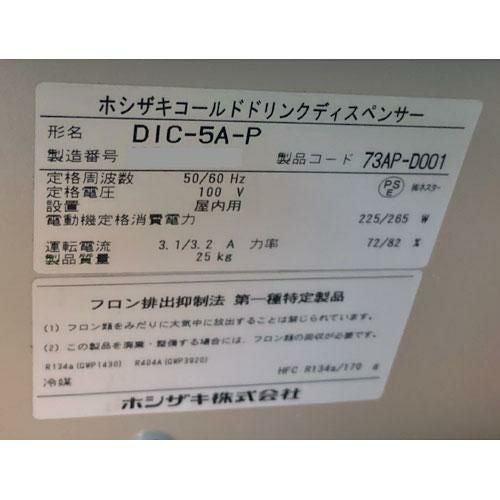 ホシザキコールドドリンクディスペンサー
形名 DIC-5A-P
製造番号 製品コード 73AP-D001
定格周波数 50/60 Hz
定格電圧 100 V
設置 屋内用
電動機定格消費電力 225/265 W
運転電流 3.1/3.2 A 力率 72/82 %
製品質量 25kg
PS E ㈱ネスター
フロン排出抑制法 第一種特定製品
(1) フロン類をみだりに大気中に放出することは禁じられています。
(2) この製品を廃棄・整備する場合には、フロン類の回収が必要です。
R134a(GWP1430) R404A(GWP3920)
冷媒 HFC R134a/170 g
ホシザキ株式会社